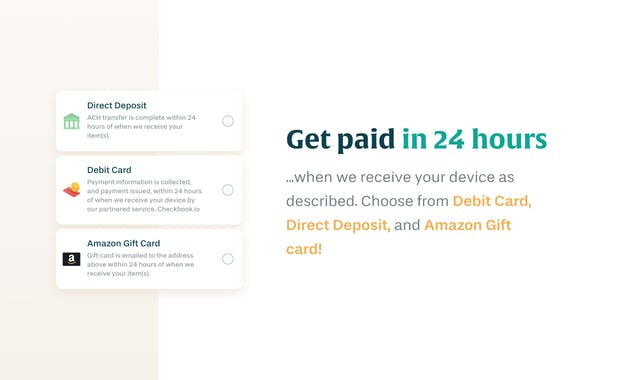 Direct Deposit
ACH transfer is complete within 24
hours of when we receive your
item(s).
Debit Card
Payment information is collected,
and payment issued, within 24 hours
of when we receive your device by
our partnered service, Checkbook.io
Amazon Gift Card
Gift card is emailed to the address
above within 24 hours of when we
receive your item(s).
Get paid in 24 hours
...when we receive your device as
described. Choose from Debit Card,
Direct Deposit, and Amazon Gift
card!